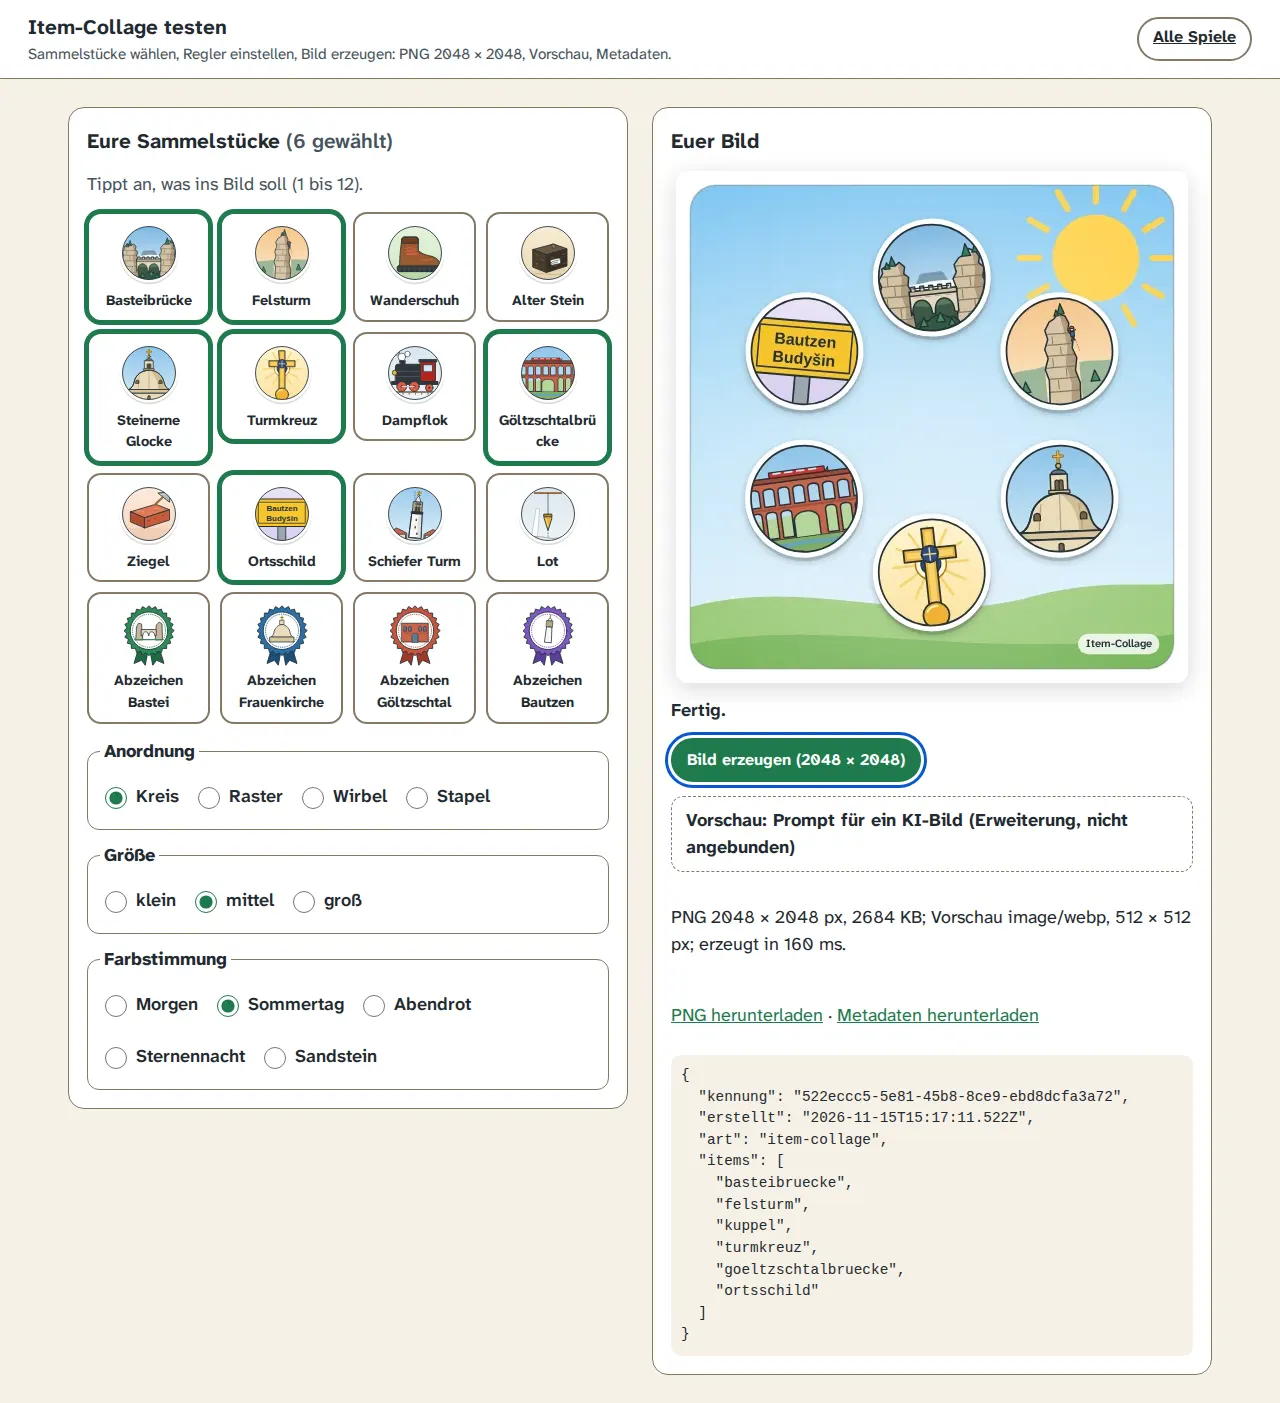 Item-Collage testen
Sammelstücke wählen, Regler einstellen, Bild erzeugen: PNG 2048 × 2048, Vorschau, Metadaten.
Alle Spiele
Eure Sammelstücke (6 gewählt)
Tippt an, was ins Bild soll (1 bis 12).
Basteibrücke
Felsturm
Wanderschuh
Alter Stein
Steinerne
Glocke
Turmkreuz
Dampflok
Göltzschtalbrü
cke
Ziegel
Bautzen
Budyšin
Ortsschild
Schiefer Turm
Lot
Abzeichen
Bastei
Abzeichen
Frauenkirche
Abzeichen
Göltzschtal
Abzeichen
Bautzen
Anordnung
Kreis
Raster
Wirbel
Stapel
Größe
klein
mittel
groß
Farbstimmung
Morgen
Sommertag
Abendrot
Sternennacht
Sandstein
Euer Bild
Bautzen
Budyšin
Item-Collage
Fertig.
Bild erzeugen (2048 × 2048)
Vorschau: Prompt für ein KI-Bild (Erweiterung, nicht
angebunden)
PNG 2048 × 2048 px, 2684 KB; Vorschau image/webp, 512 × 512
px; erzeugt in 160 ms.
PNG herunterladen · Metadaten herunterladen
{
"kennung": "522eccc5-5e81-45b8-8ce9-ebd8dcfa3a72",
"erstellt": "2026-11-15T15:17:11.522Z",
"art": "item-collage",
"items": [
"basteibruecke",
"felsturm",
"kuppel",
"turmkreuz",
"goeltzschtalbruecke",
"ortsschild"
]
}